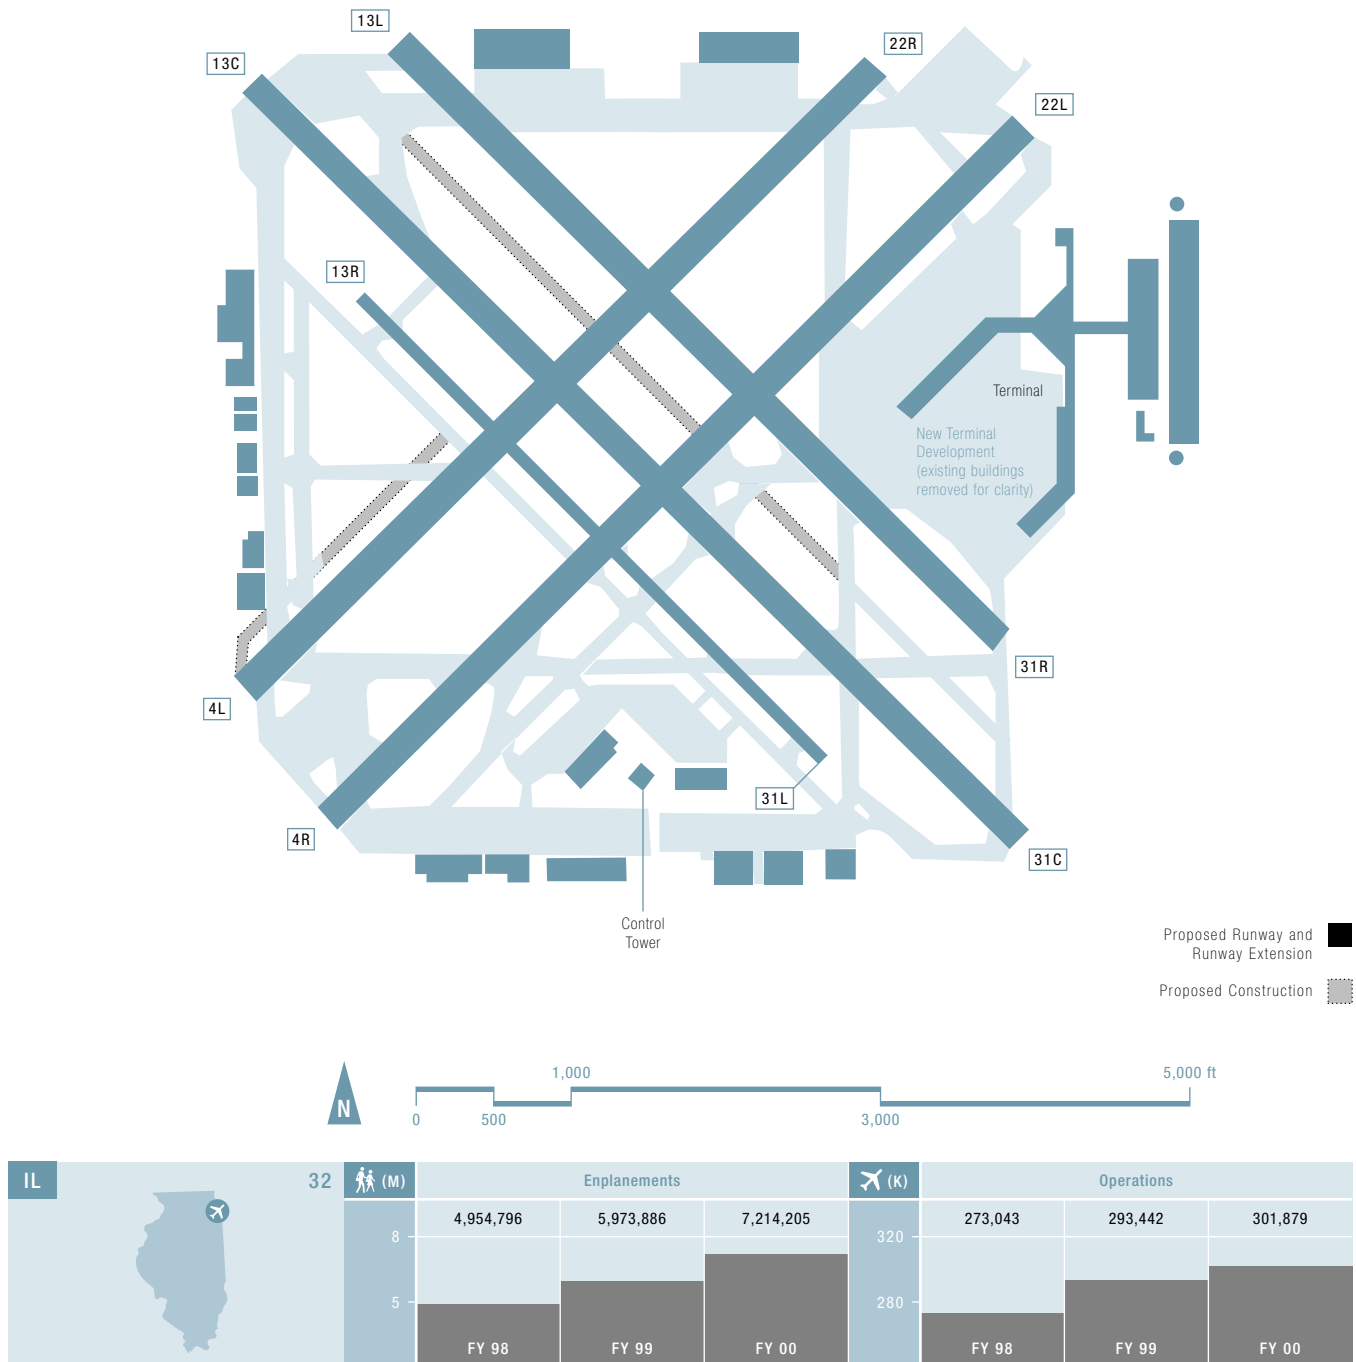 13L
13C
22R
22L
13R
Terminal
New Terminal
Development
(existing buildings
removed for clarity)
31R
4L
31L
4R
31C
Control
Tower
Proposed Runway and
Runway Extension
Proposed Construction
N
1,000
5,000 ft
0
500
3,000
IL
32
(M)
Enplanements
(K)
Operations
4,954,796
5,973,886
7,214,205
273,043
293,442
301,879
8
320
5
280
FY 98
FY 99
FY 00
FY 98
FY 99
FY 00